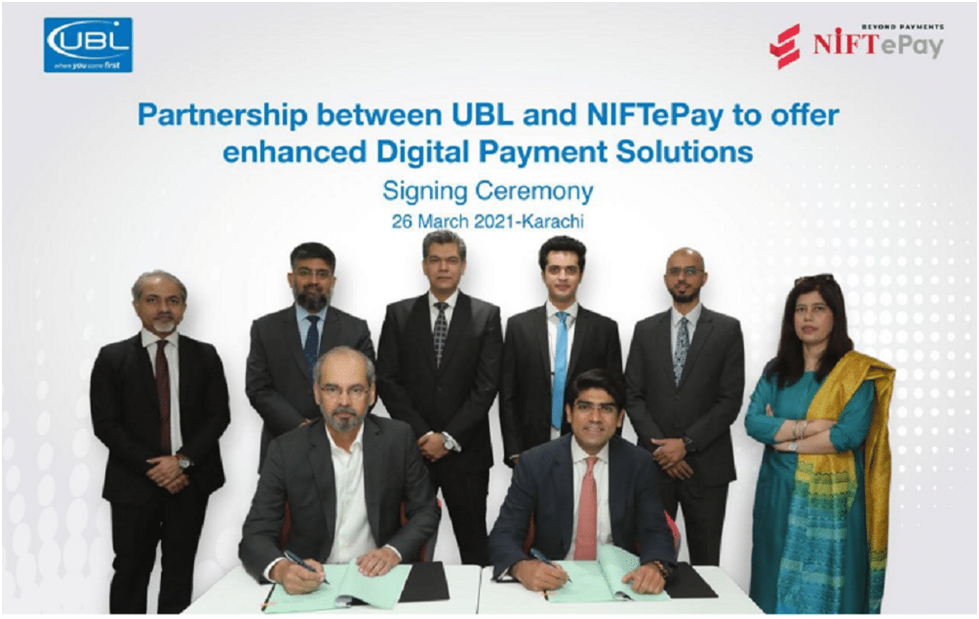 UBL
where you come first
BEYOND PAYMENTS
NIFTePay
Partnership between UBL and NIFTePay to offer
enhanced Digital Payment Solutions
Signing Ceremony
26 March 2021-Karachi